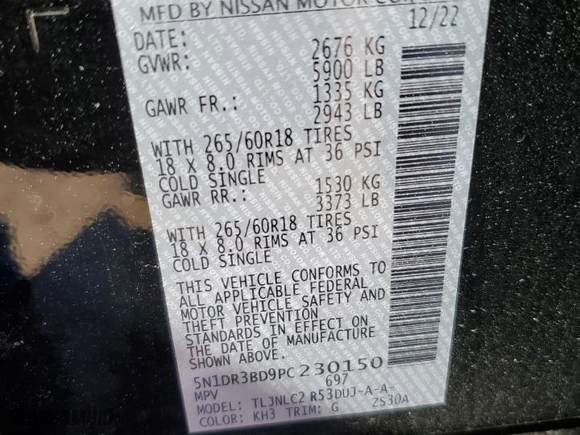 MFD BY NISSAN MOTOR CO.
DATE: 12/22
GVWR: 2676 KG
5900 LB
GAWR FR.: 1335 KG
2943 LB
WITH 265/60R18 TIRES
18 X 8.0 RIMS AT 36 PSI
COLD SINGLE
GAWR RR.: 1530 KG
3373 LB
WITH 265/60R18 TIRES
18 X 8.0 RIMS AT 36 PSI
COLD SINGLE
THIS VEHICLE CONFORMS TO
ALL APPLICABLE FEDERAL
MOTOR VEHICLE SAFETY AND
THEFT PREVENTION
STANDARDS IN EFFECT ON
THE DATE OF MANUFACTURE
SHOWN ABOVE.
5N1DR3BD9PC230150
MPV 697
MODEL: TLJNLC2 R53DUJ-A-A-
COLOR: KH3 TRIM: G ZS30A